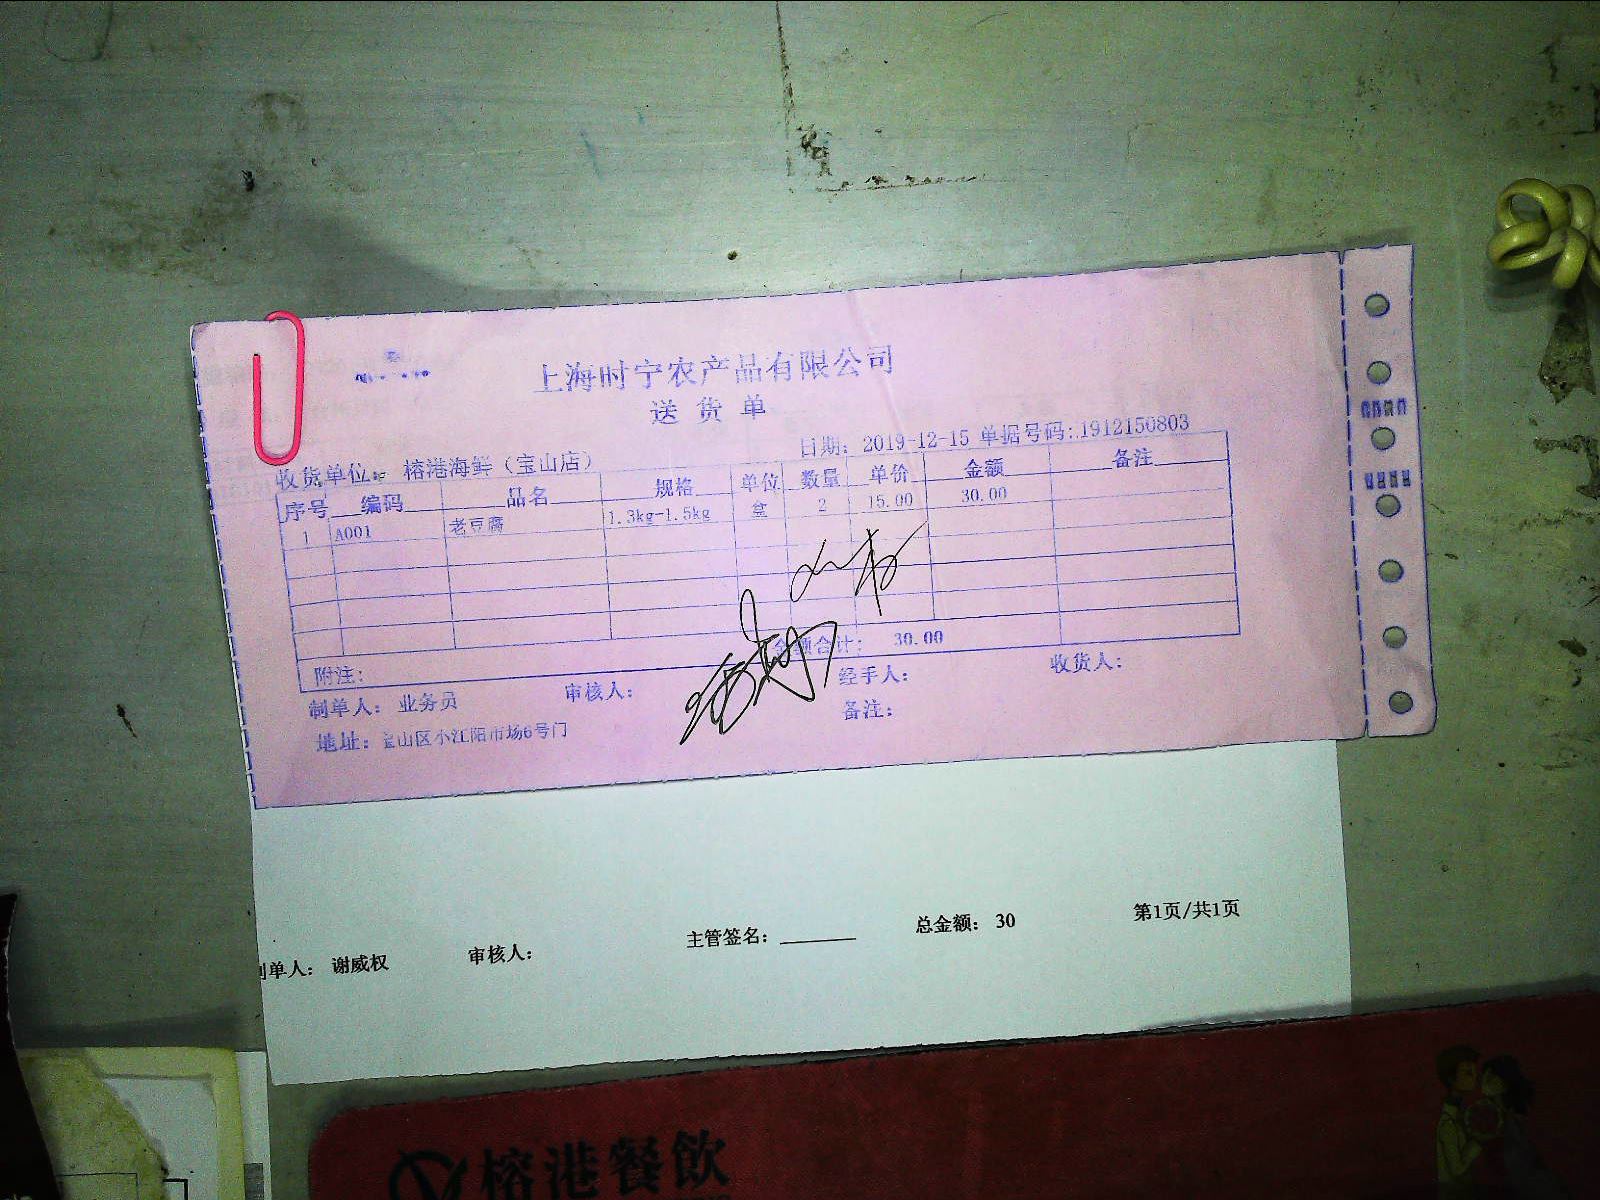 上海时宁农产品有限公司
送货单
日期: 2019-12-15 单据号码: 1912150803
收货单位: 榕港海鲜（宝山店）
序号 编码 品名 规格 单位 数量 单价 金额 备注
1 A001 老豆腐 1.3kg-1.5kg 盒 2 15.00 30.00
金额合计: 30.00
附注:
制单人: 业务员 审核人: 经手人: 收货人:
地址: 宝山区小江阳市场6号门 备注:
制单人: 谢威权 审核人: 主管签名: 总金额: 30 第1页/共1页
榕港餐飲